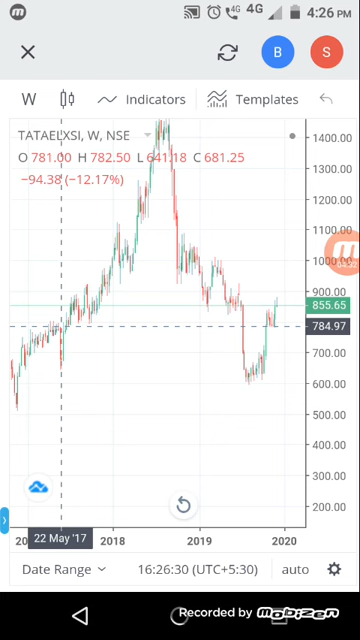 4G 4G 4:26 PM
B S
W Indicators Templates
TATAELXSI, W, NSE
O 781.00 H 782.50 L 641.18 C 681.25
−94.38 (−12.17%)
1400.00
1300.00
1200.00
1100.00
1000.00
900.00
855.65
784.97
700.00
600.00
500.00
400.00
300.00
200.00
22 May '17 2018 2019 2020
Date Range 16:26:30 (UTC+5:30) auto
Recorded by mobizen